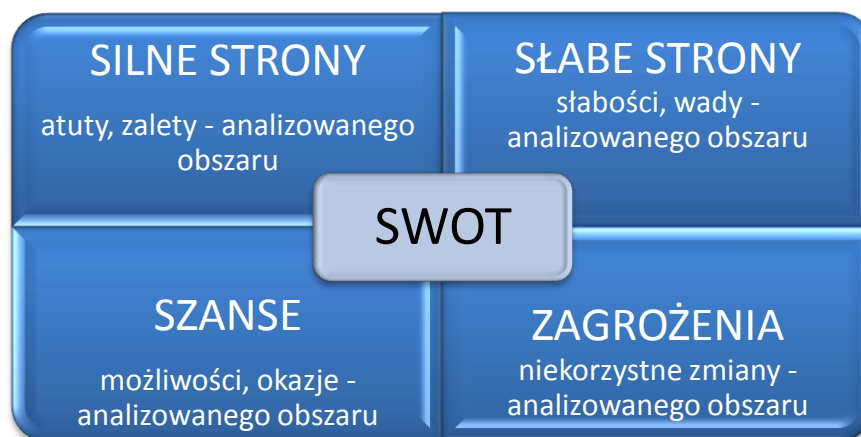 SILNE STRONY
atuty, zalety - analizowanego
obszaru
SŁABE STRONY
słabości, wady -
analizowanego obszaru
SWOT
SZANSE
możliwości, okazje -
analizowanego obszaru
ZAGROŻENIA
niekorzystne zmiany -
analizowanego obszaru